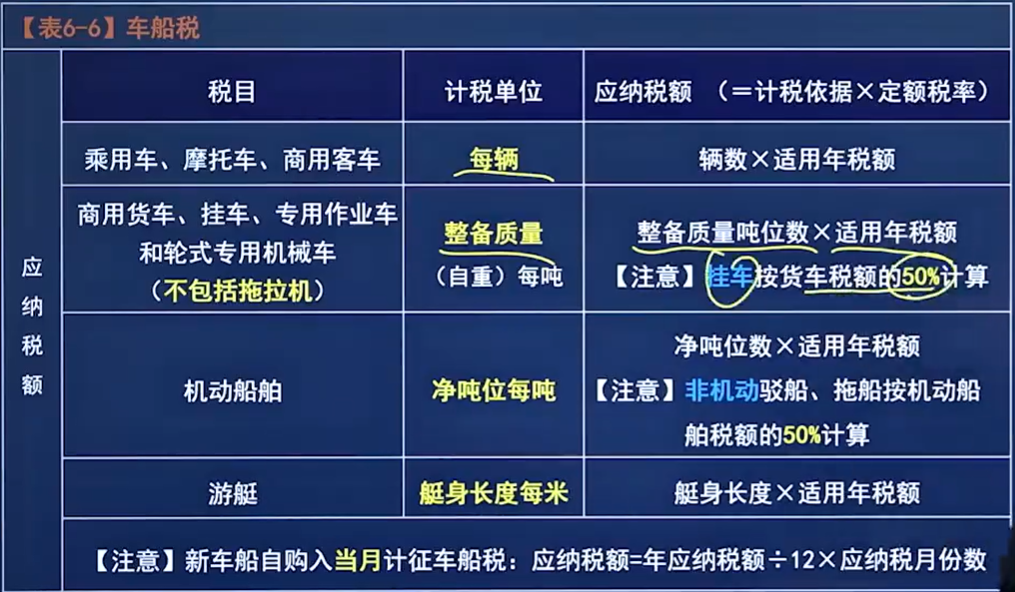 【表6-6】车船税
税目
计税单位
应纳税额 （=计税依据×定额税率）
应纳税额
乘用车、摩托车、商用客车
每辆
辆数×适用年税额
商用货车、挂车、专用作业车
和轮式专用机械车
（不包括拖拉机）
整备质量
（自重）每吨
整备质量吨位数×适用年税额
【注意】挂车按货车税额的50%计算
机动船舶
净吨位每吨
净吨位数×适用年税额
【注意】非机动驳船、拖船按机动船
舶税额的50%计算
游艇
艇身长度每米
艇身长度×适用年税额
【注意】新车船自购入当月计征车船税：应纳税额=年应纳税额÷12×应纳税月份数